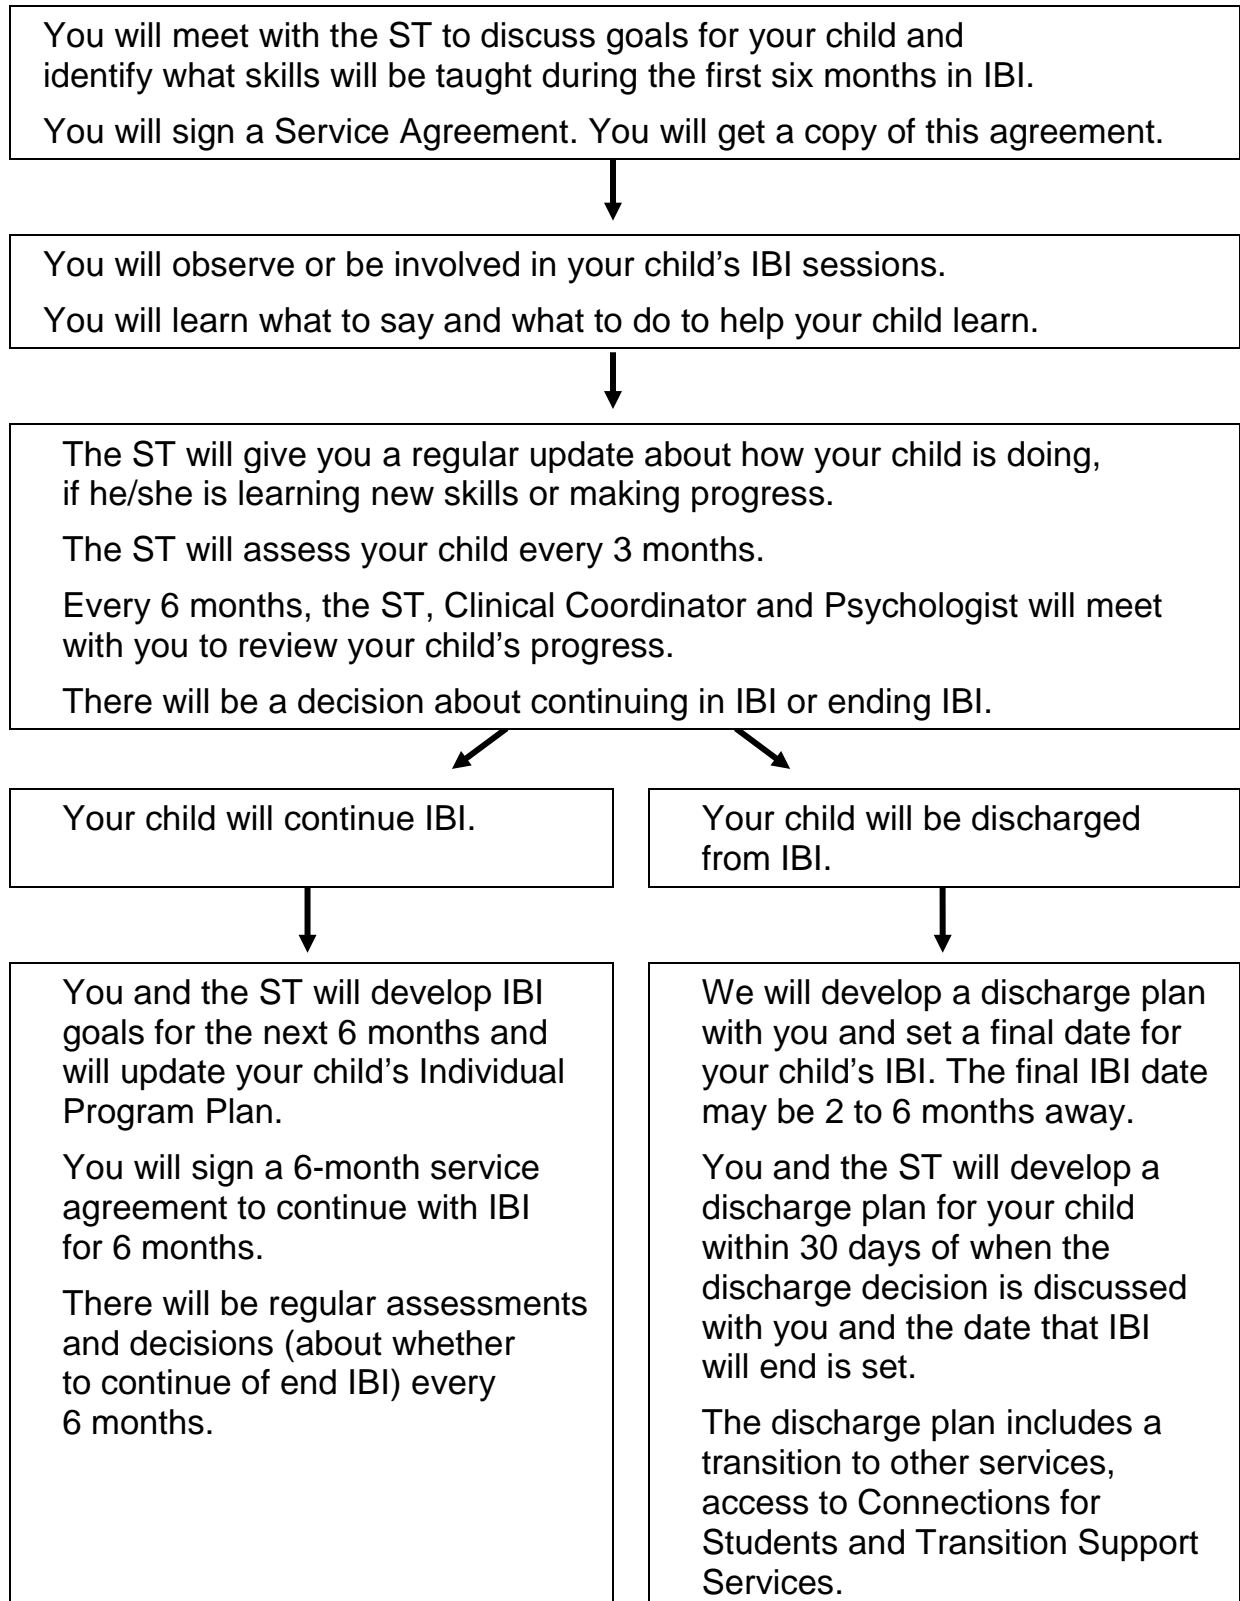 You will meet with the ST to discuss goals for your child and
identify what skills will be taught during the first six months in IBI.
You will sign a Service Agreement. You will get a copy of this agreement.
You will observe or be involved in your child's IBI sessions.
You will learn what to say and what to do to help your child learn.
The ST will give you a regular update about how your child is doing,
if he/she is learning new skills or making progress.
The ST will assess your child every 3 months.
Every 6 months, the ST, Clinical Coordinator and Psychologist will meet
with you to review your child's progress.
There will be a decision about continuing in IBI or ending IBI.
Your child will continue IBI.
Your child will be discharged
from IBI.
You and the ST will develop IBI
goals for the next 6 months and
will update your child's Individual
Program Plan.
You will sign a 6-month service
agreement to continue with IBI
for 6 months.
There will be regular assessments
and decisions (about whether
to continue of end IBI) every
6 months.
We will develop a discharge plan
with you and set a final date for
your child's IBI. The final IBI date
may be 2 to 6 months away.
You and the ST will develop a
discharge plan for your child
within 30 days of when the
discharge decision is discussed
with you and the date that IBI
will end is set.
The discharge plan includes a
transition to other services,
access to Connections for
Students and Transition Support
Services.